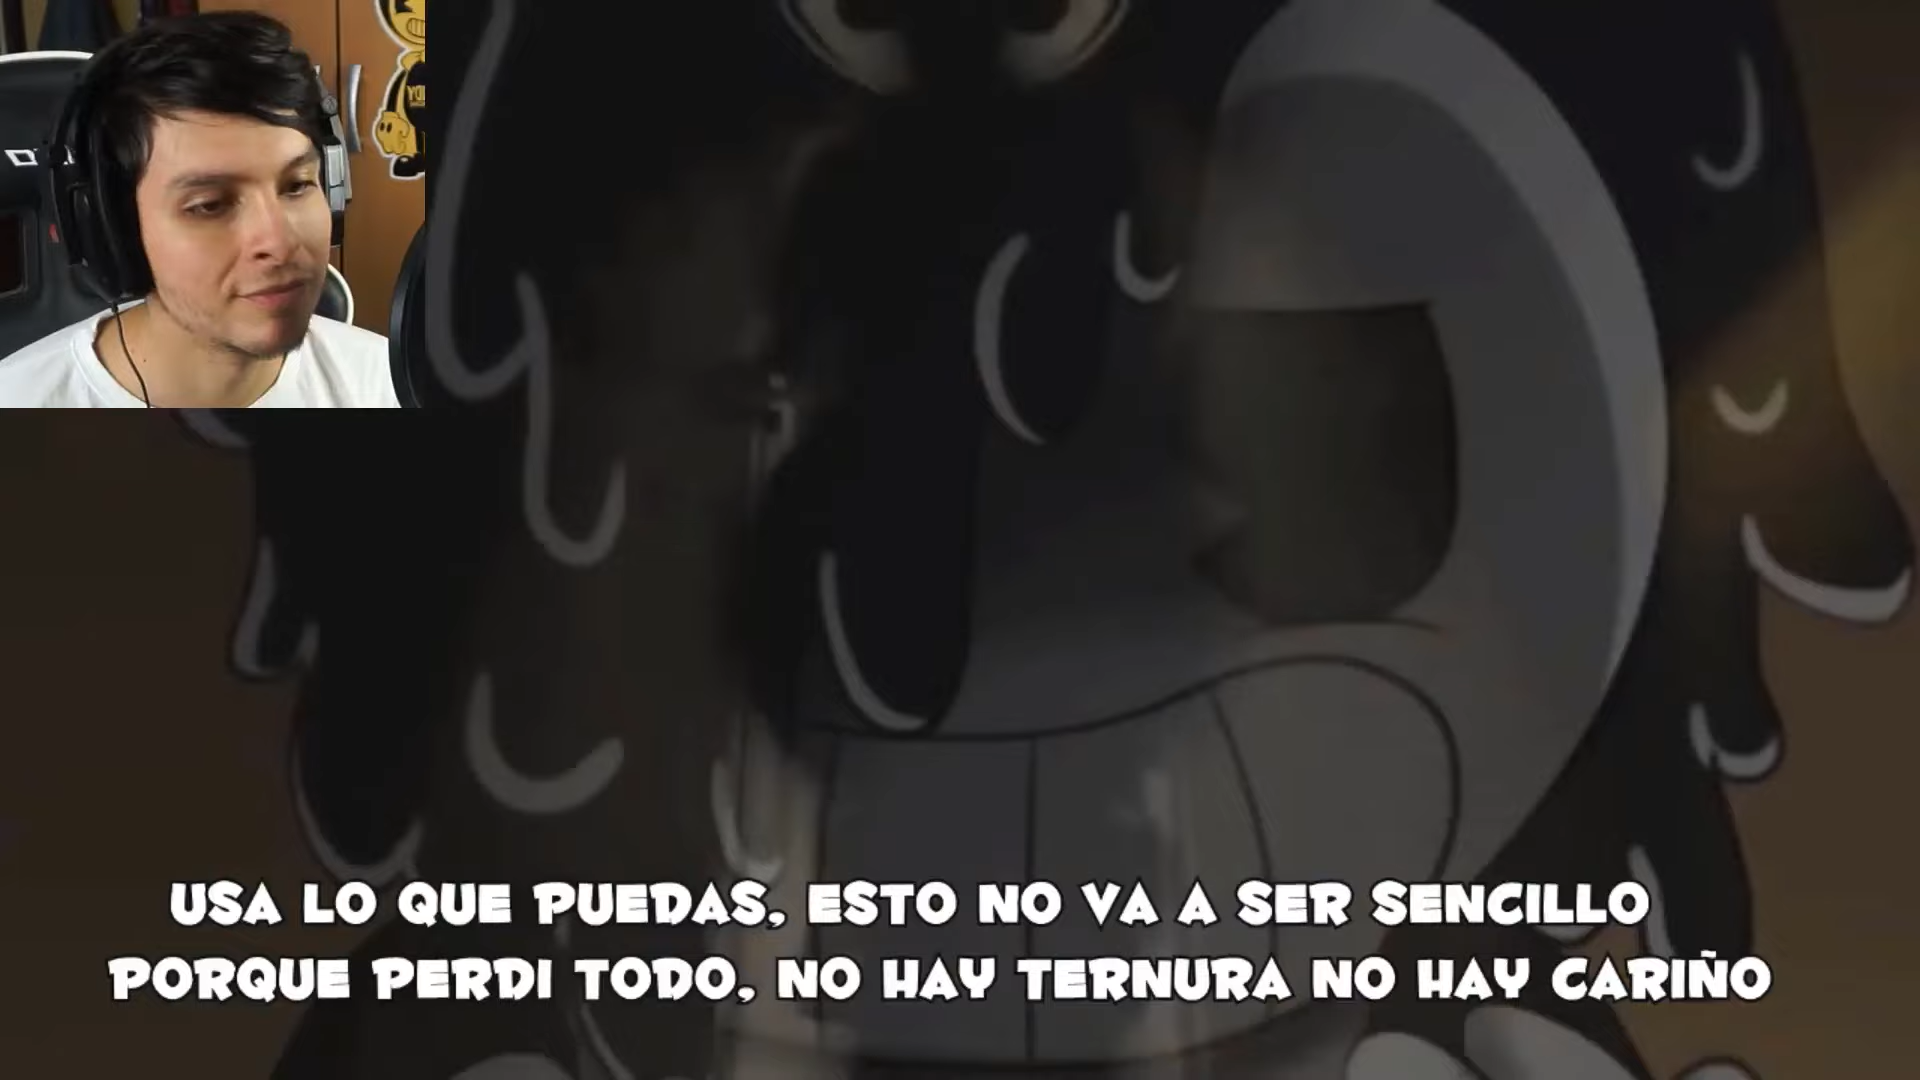 USA LO QUE PUEDAS, ESTO NO VA A SER SENCILLO
PORQUE PERDI TODO, NO HAY TERNURA NO HAY CARIÑO